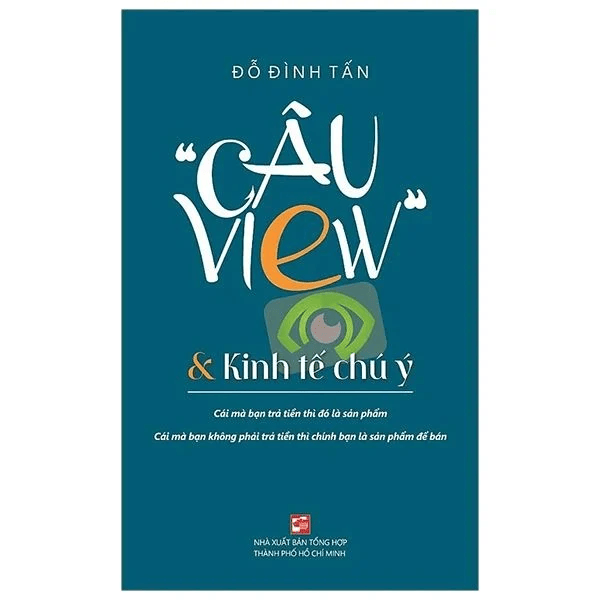 ĐỖ ĐÌNH TẤN
“CÂU
VIEW”
& Kinh tế chú ý
Cái mà bạn trả tiền thì đó là sản phẩm
Cái mà bạn không phải trả tiền thì chính bạn là sản phẩm để bán
NHÀ XUẤT BẢN TỔNG HỢP
THÀNH PHỐ HỒ CHÍ MINH